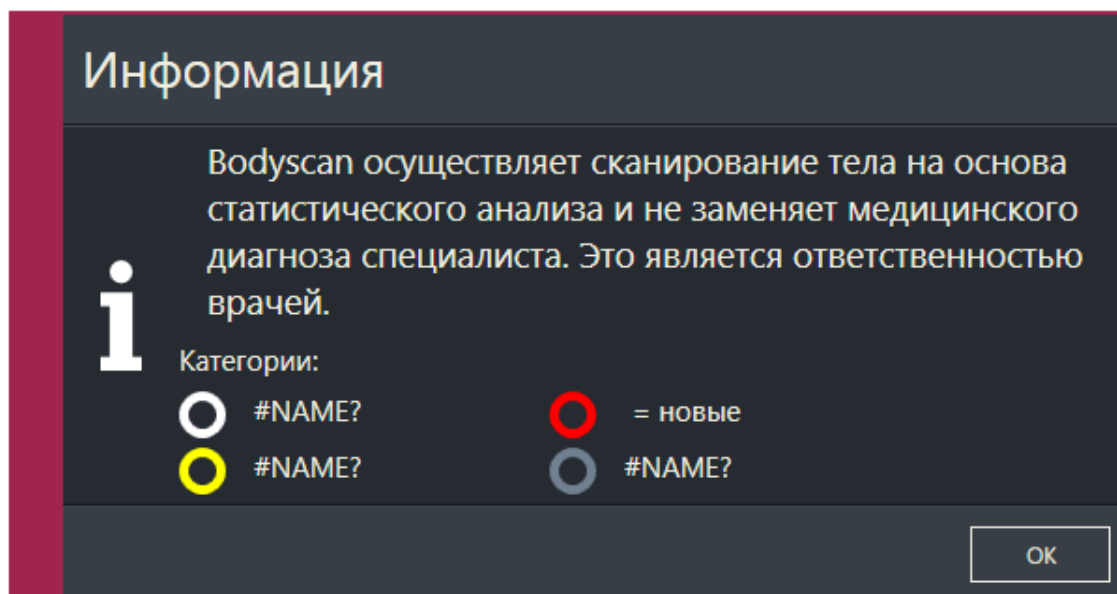 Информация
Bodyscan осуществляет сканирование тела на основа
статистического анализа и не заменяет медицинского
диагноза специалиста. Это является ответственностью
врачей.
Категории:
#NAME? = новые
#NAME? #NAME?
ОК